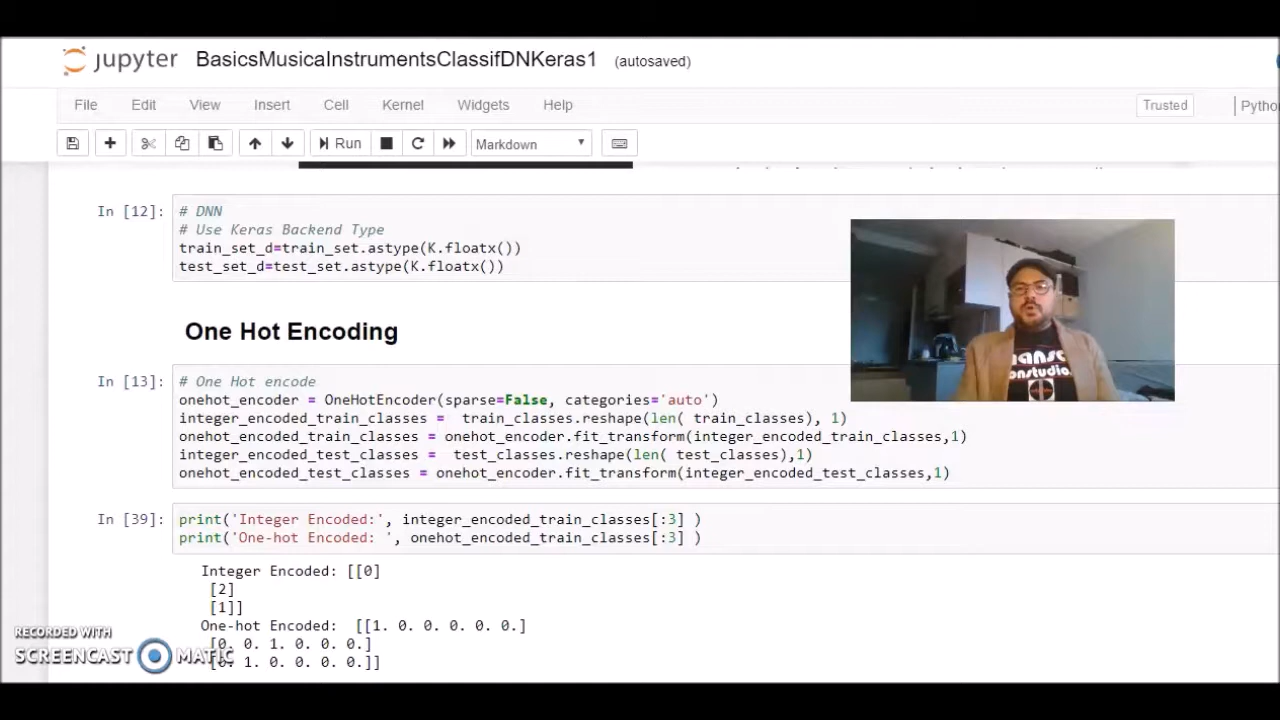 jupyter BasicsMusicaInstrumentsClassifDNKeras1 (autosaved)
File Edit View Insert Cell Kernel Widgets Help Trusted Python
Run Markdown
In [12]: # DNN
# Use Keras Backend Type
train_set_d=train_set.astype(K.floatx())
test_set_d=test_set.astype(K.floatx())
One Hot Encoding
In [13]: # One Hot encode
onehot_encoder = OneHotEncoder(sparse=False, categories='auto')
integer_encoded_train_classes =  train_classes.reshape(len( train_classes), 1)
onehot_encoded_train_classes = onehot_encoder.fit_transform(integer_encoded_train_classes,1)
integer_encoded_test_classes =  test_classes.reshape(len( test_classes),1)
onehot_encoded_test_classes = onehot_encoder.fit_transform(integer_encoded_test_classes,1)
In [39]: print('Integer Encoded:', integer_encoded_train_classes[:3] )
print('One-hot Encoded: ', onehot_encoded_train_classes[:3] )
Integer Encoded: [[0]
[2]
[1]]
One-hot Encoded:  [[1. 0. 0. 0. 0. 0.]
[0. 0. 1. 0. 0. 0.]
[0. 1. 0. 0. 0. 0.]]
RECORDED WITH
SCREENCAST MATIC